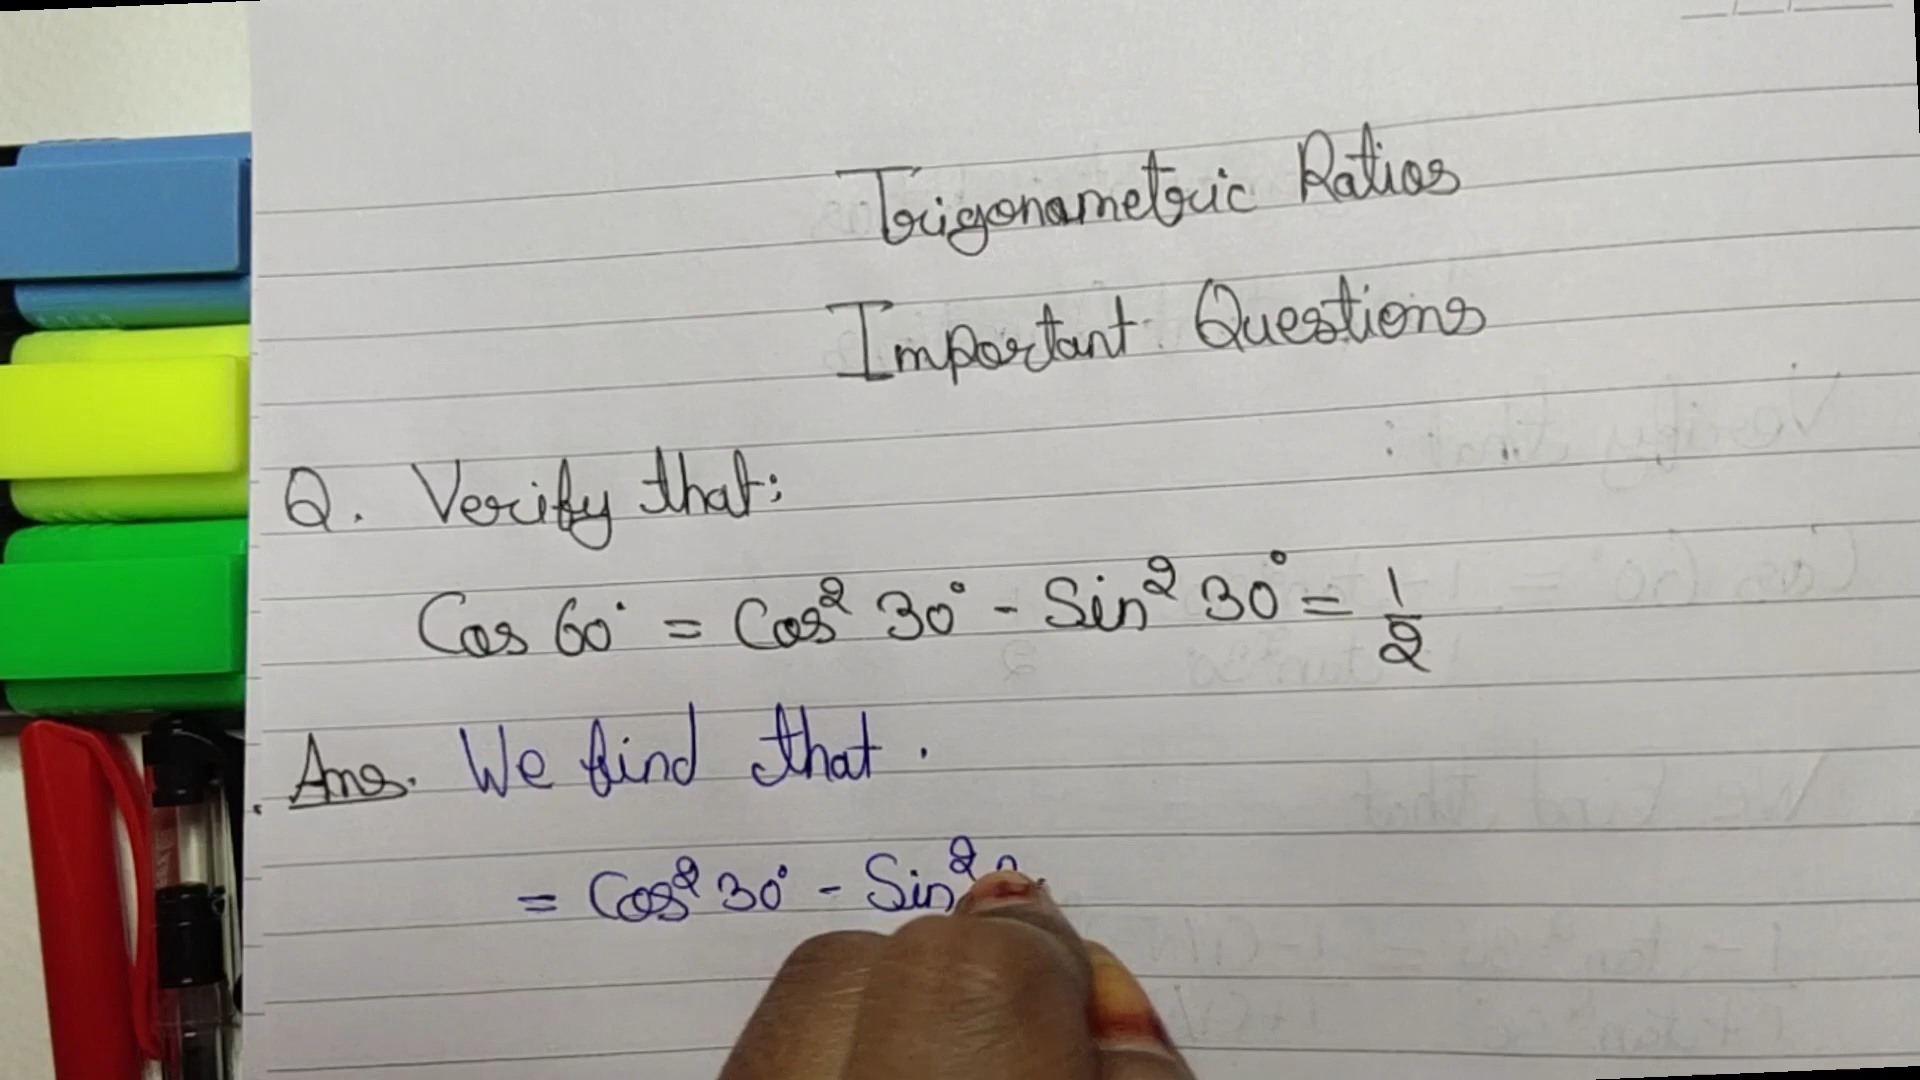 Trigonometric Ratios
Important Questions
Q. Verify that:
Cos 60° = Cos² 30° - Sin² 30° = 1/2
Ans. We find that.
= Cos² 30° - Sin²